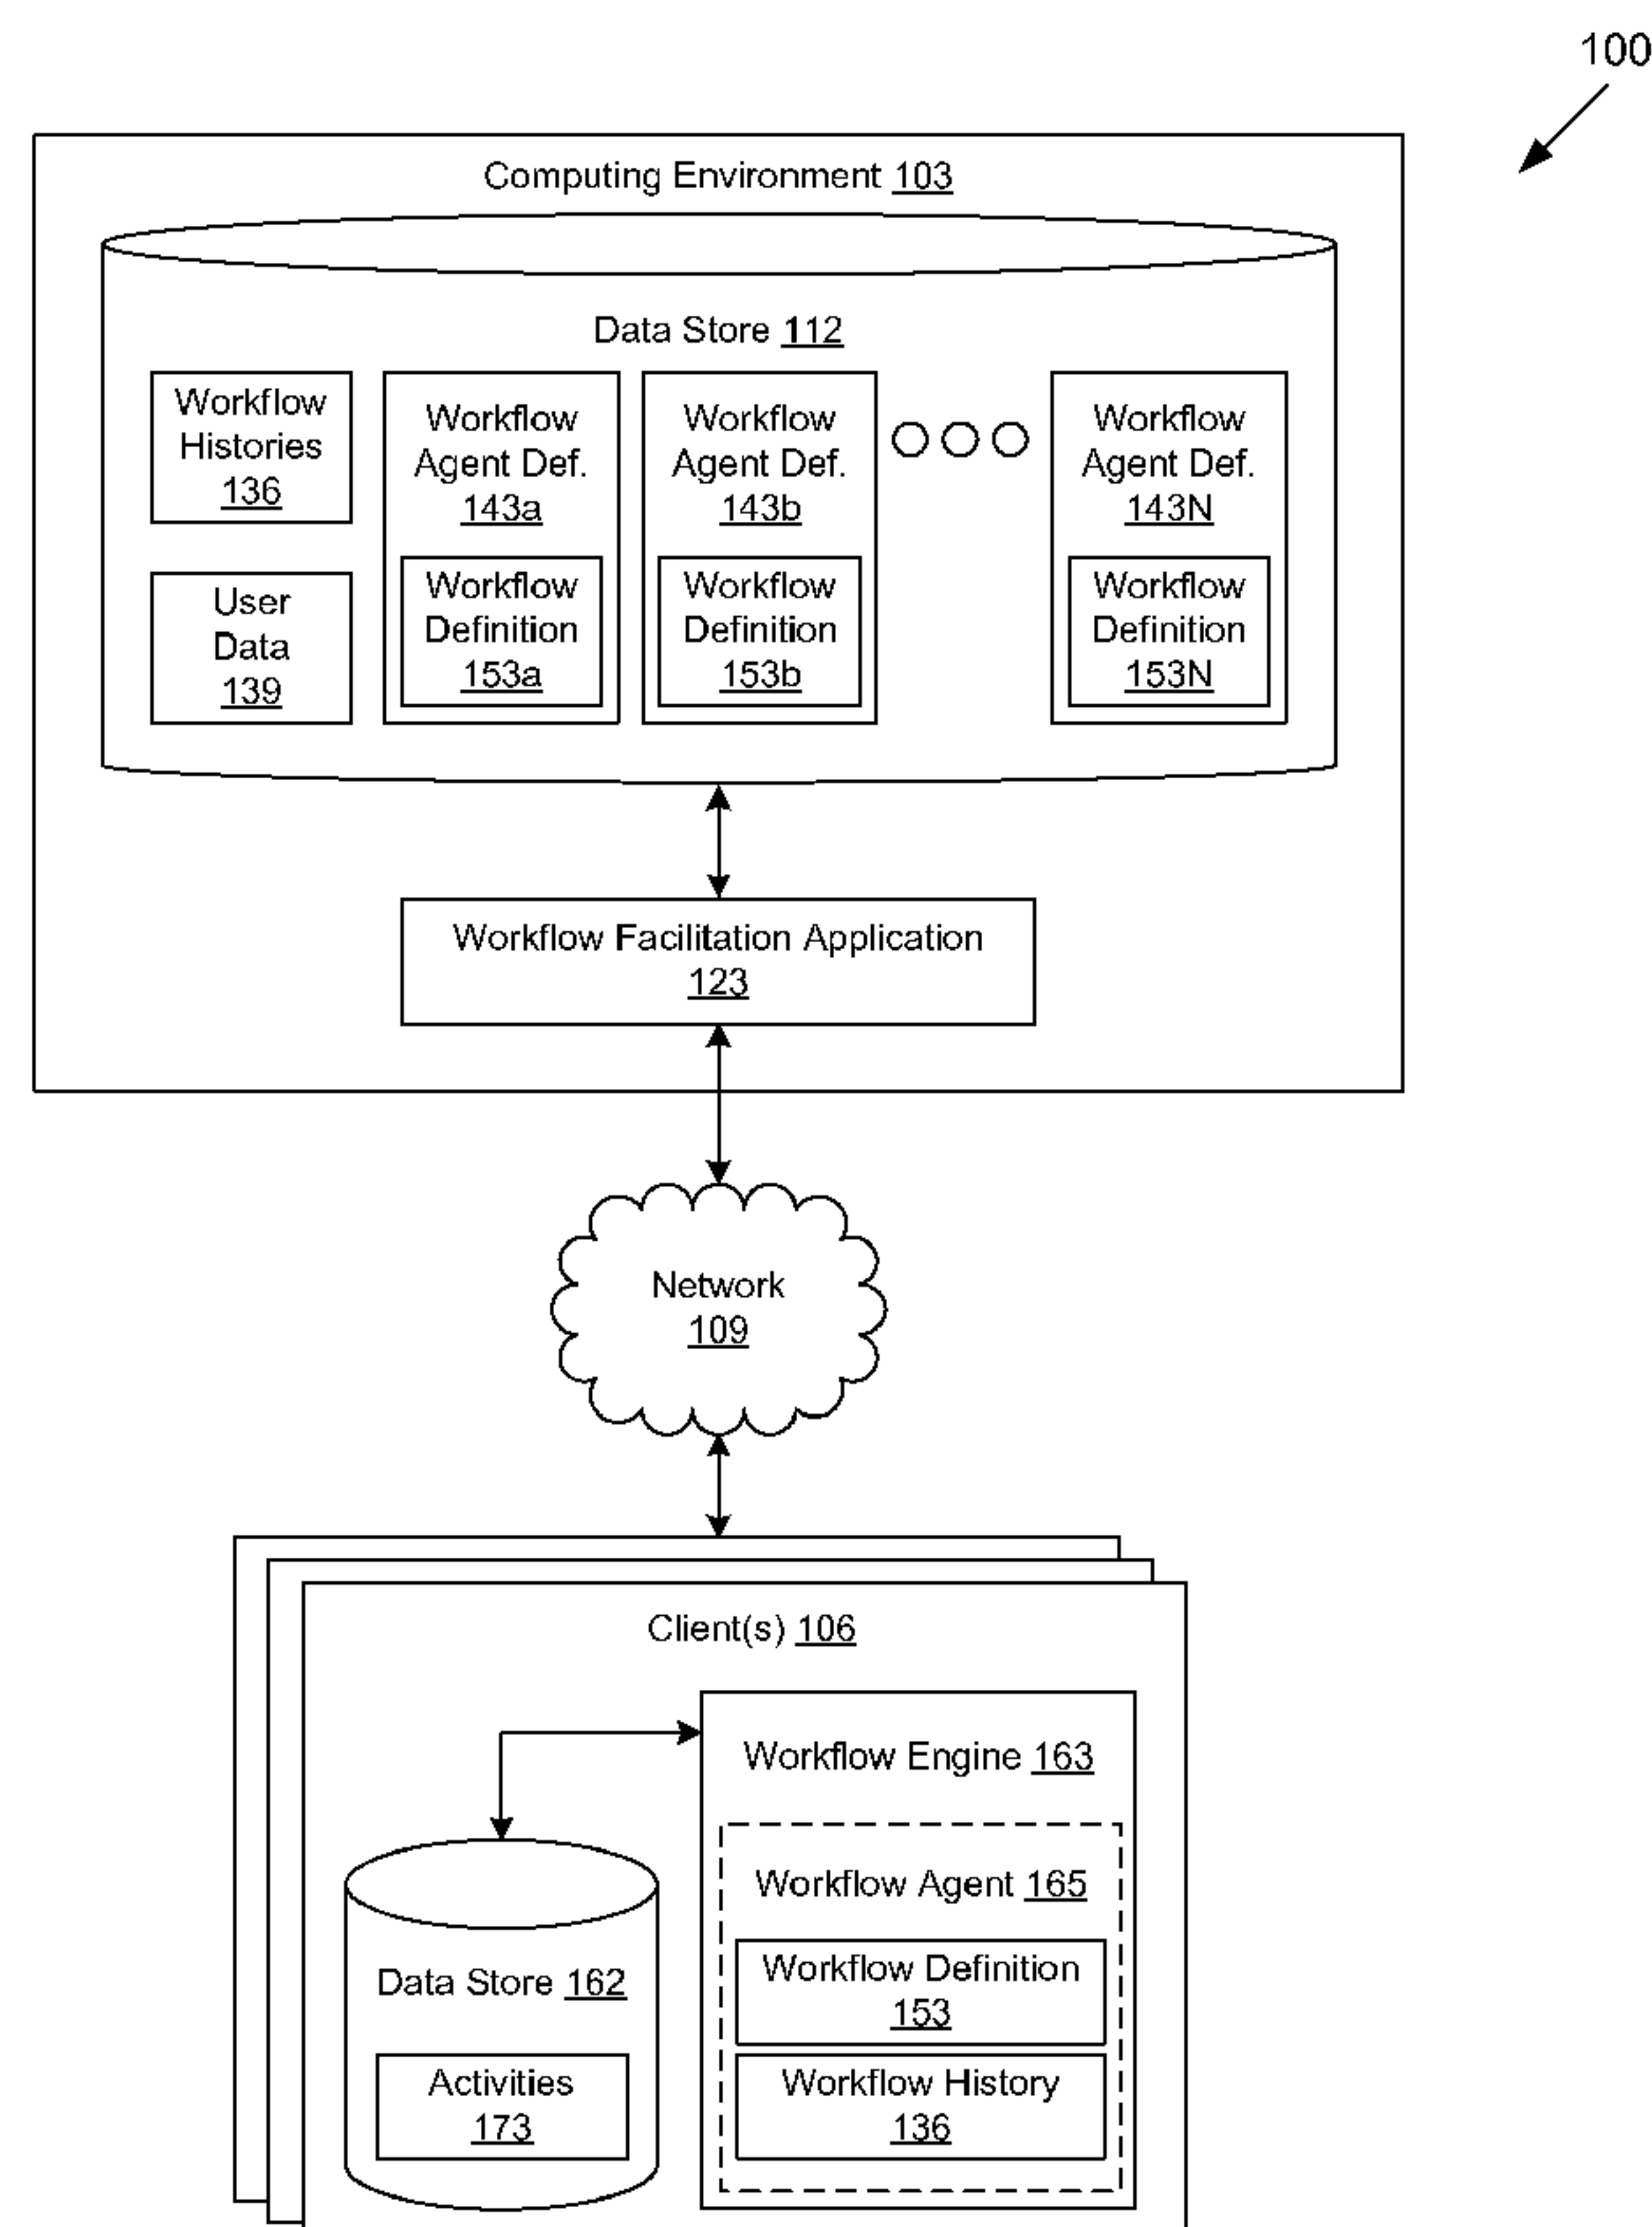 100
Computing Environment 103
Data Store 112
Workflow
Histories
136
User
Data
139
Workflow
Agent Def.
143a
Workflow
Definition
153a
Workflow
Agent Def.
143b
Workflow
Definition
153b
Workflow
Agent Def.
143N
Workflow
Definition
153N
Workflow Facilitation Application
123
Network
109
Client(s) 106
Data Store 162
Activities
173
Workflow Engine 163
Workflow Agent 165
Workflow Definition
153
Workflow History
136